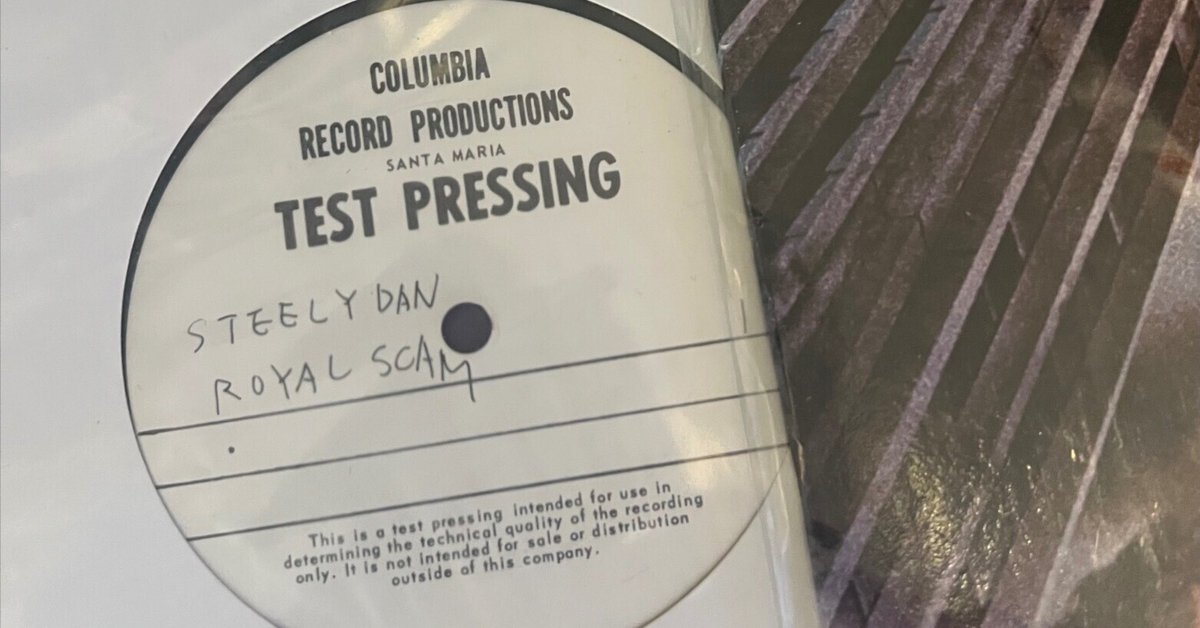 COLUMBIA
RECORD PRODUCTIONS
SANTA MARIA
TEST PRESSING
STEELY DAN
ROYAL SCAM
This is a test pressing intended for use in
determining the technical quality of the recording
only. It is not intended for sale or distribution
outside of this company.